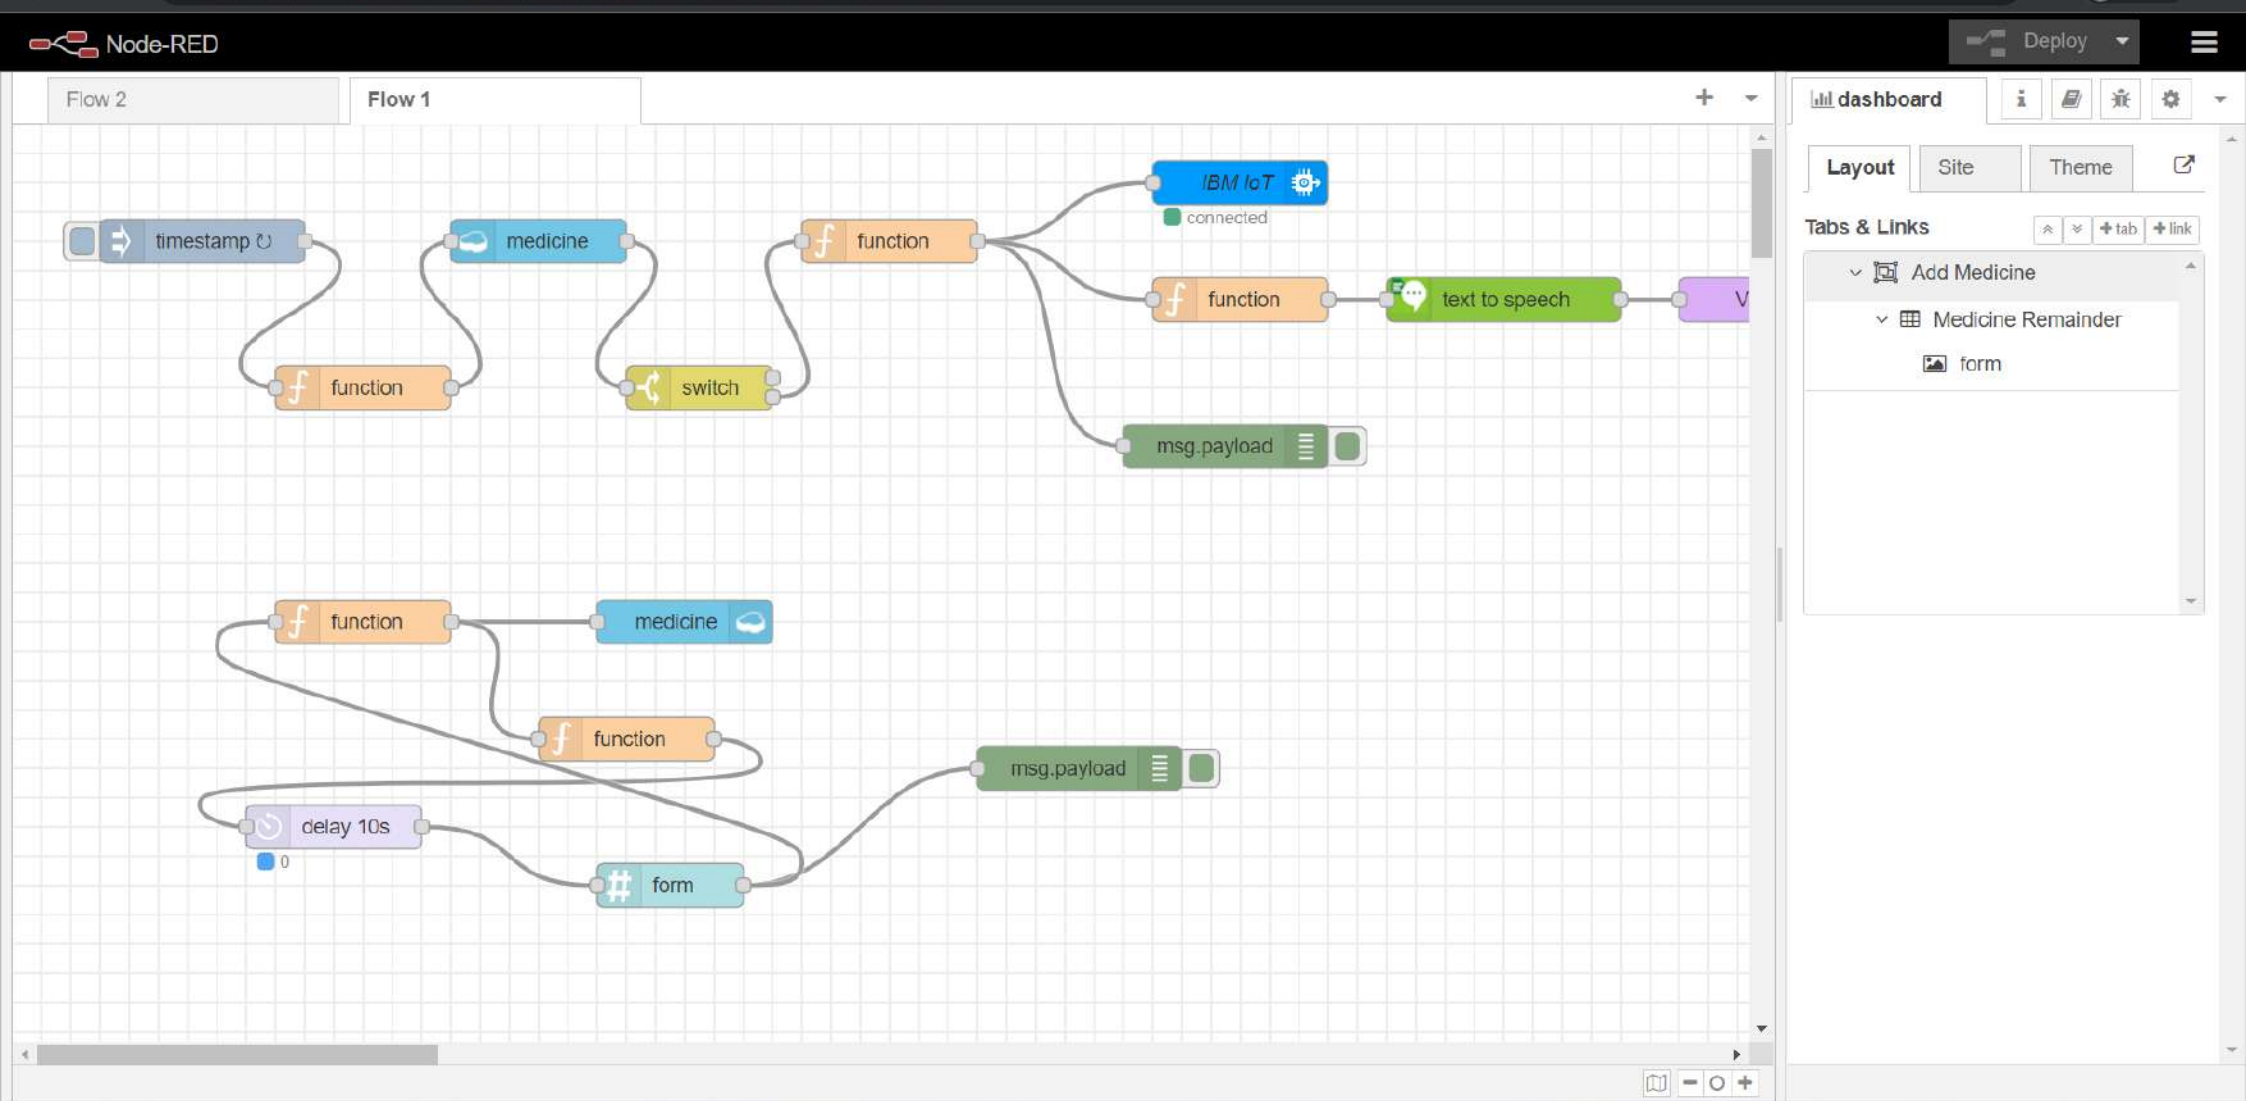 Node-RED
Deploy
Flow 2
Flow 1
dashboard
Layout
Site
Theme
Tabs & Links
tab
link
Add Medicine
Medicine Remainder
form
IBM IoT
connected
timestamp ↻
medicine
function
function
text to speech
V
function
switch
msg.payload
function
medicine
function
msg.payload
delay 10s
0
form